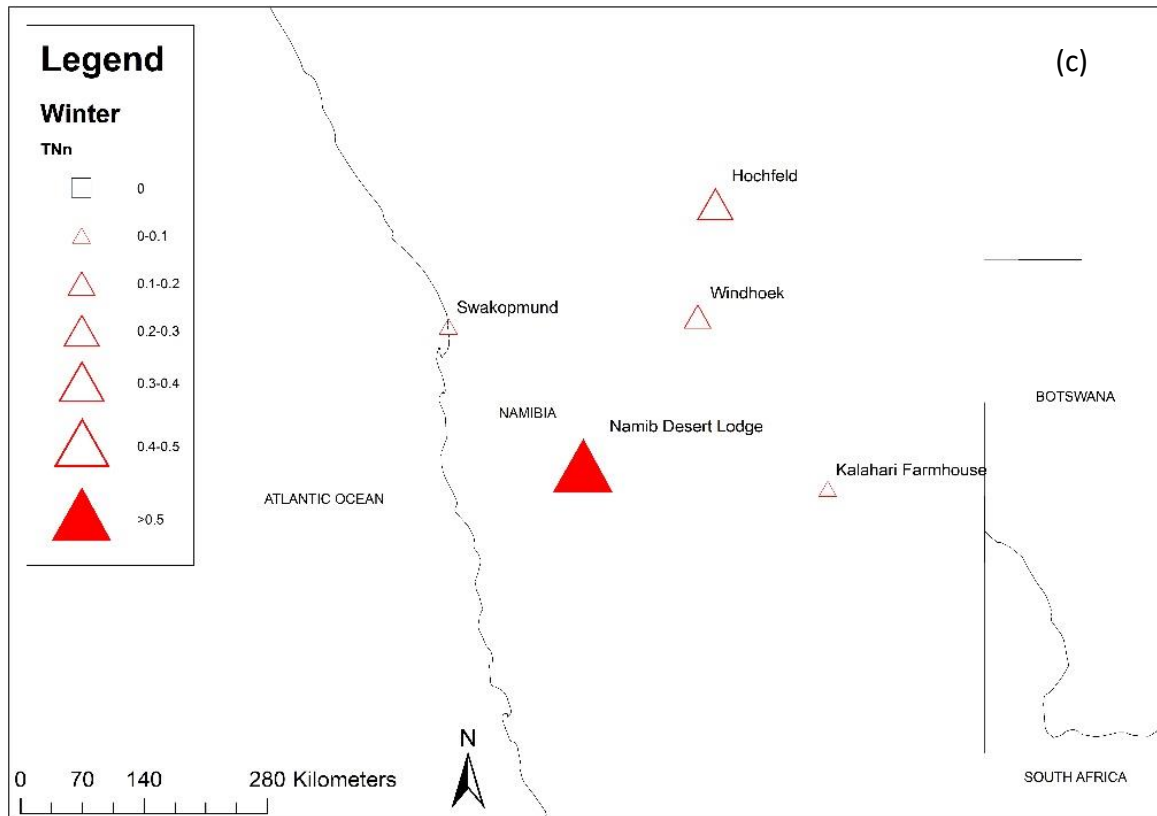 Legend
Winter
TNn
0
0-0.1
0.1-0.2
0.2-0.3
0.3-0.4
0.4-0.5
>0.5
(c)
Hochfeld
Windhoek
Swakopmund
BOTSWANA
NAMIBIA
Namib Desert Lodge
Kalahari Farmhouse
ATLANTIC OCEAN
N
0 70 140 280 Kilometers
SOUTH AFRICA